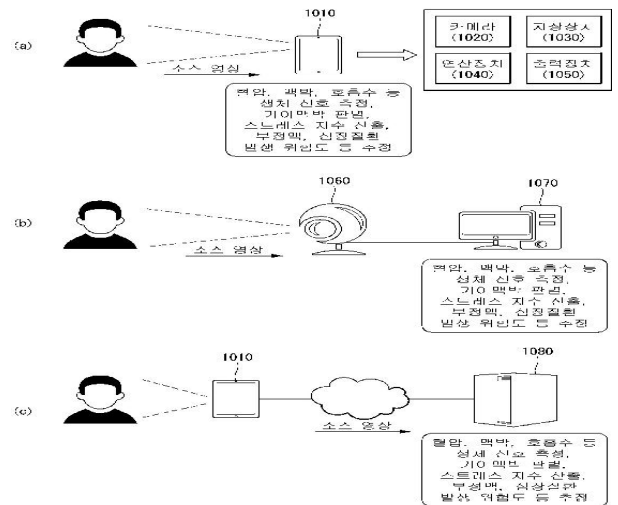 1010
(a)
카메라
(1020)
저장장치
(1030)
연산장치
(1040)
출력장치
(1050)
소스 영상
혈압, 맥박, 호흡수 등
생체 신호 측정,
기이맥박 판별,
스트레스 지수 산출,
부정맥, 심장질환
발생 위험도 등 추정
1060
1070
(b)
소스 영상
혈압, 맥박, 호흡수 등
생체 신호 측정,
기이맥박 판별,
스트레스 지수 산출,
부정맥, 심장질환
발생 위험도 등 추정
1010
1080
(c)
소스 영상
혈압, 맥박, 호흡수 등
생체 신호 측정,
기이맥박 판별,
스트레스 지수 산출,
부정맥, 심장질환
발생 위험도 등 추정